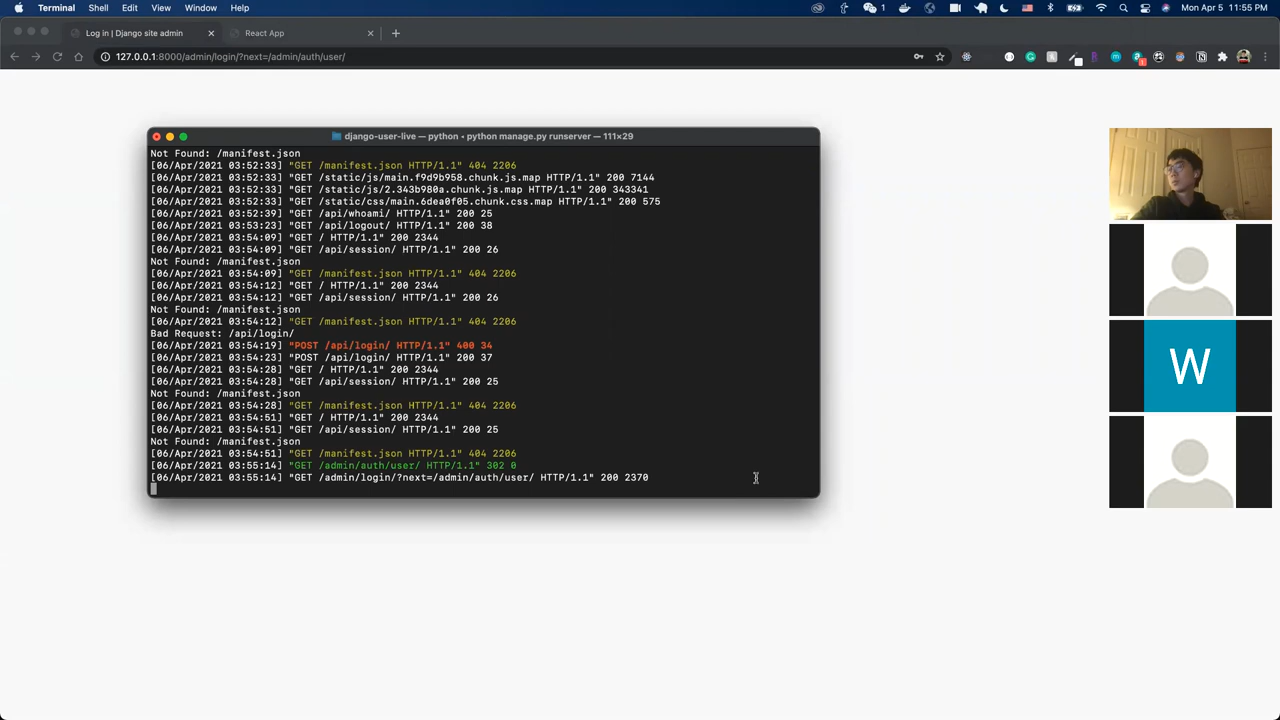 Terminal Shell Edit View Window Help 1 Mon Apr 5 11:55 PM
Log in | Django site admin React App
127.0.0.1:8000/admin/login/?next=/admin/auth/user/
django-user-live — python • python manage.py runserver — 111×29
Not Found: /manifest.json
[06/Apr/2021 03:52:33] "GET /manifest.json HTTP/1.1" 404 2206
[06/Apr/2021 03:52:33] "GET /static/js/main.f9d9b958.chunk.js.map HTTP/1.1" 200 7144
[06/Apr/2021 03:52:33] "GET /static/js/2.343b980a.chunk.js.map HTTP/1.1" 200 343341
[06/Apr/2021 03:52:33] "GET /static/css/main.6dea0f05.chunk.css.map HTTP/1.1" 200 575
[06/Apr/2021 03:52:39] "GET /api/whoami/ HTTP/1.1" 200 25
[06/Apr/2021 03:53:23] "GET /api/logout/ HTTP/1.1" 200 38
[06/Apr/2021 03:54:09] "GET / HTTP/1.1" 200 2344
[06/Apr/2021 03:54:09] "GET /api/session/ HTTP/1.1" 200 26
Not Found: /manifest.json
[06/Apr/2021 03:54:09] "GET /manifest.json HTTP/1.1" 404 2206
[06/Apr/2021 03:54:12] "GET / HTTP/1.1" 200 2344
[06/Apr/2021 03:54:12] "GET /api/session/ HTTP/1.1" 200 26
Not Found: /manifest.json
[06/Apr/2021 03:54:12] "GET /manifest.json HTTP/1.1" 404 2206
Bad Request: /api/login/
[06/Apr/2021 03:54:19] "POST /api/login/ HTTP/1.1" 400 34
[06/Apr/2021 03:54:23] "POST /api/login/ HTTP/1.1" 200 37
[06/Apr/2021 03:54:28] "GET / HTTP/1.1" 200 2344
[06/Apr/2021 03:54:28] "GET /api/session/ HTTP/1.1" 200 25
Not Found: /manifest.json
[06/Apr/2021 03:54:28] "GET /manifest.json HTTP/1.1" 404 2206
[06/Apr/2021 03:54:51] "GET / HTTP/1.1" 200 2344
[06/Apr/2021 03:54:51] "GET /api/session/ HTTP/1.1" 200 25
Not Found: /manifest.json
[06/Apr/2021 03:54:51] "GET /manifest.json HTTP/1.1" 404 2206
[06/Apr/2021 03:55:14] "GET /admin/auth/user/ HTTP/1.1" 302 0
[06/Apr/2021 03:55:14] "GET /admin/login/?next=/admin/auth/user/ HTTP/1.1" 200 2370
W